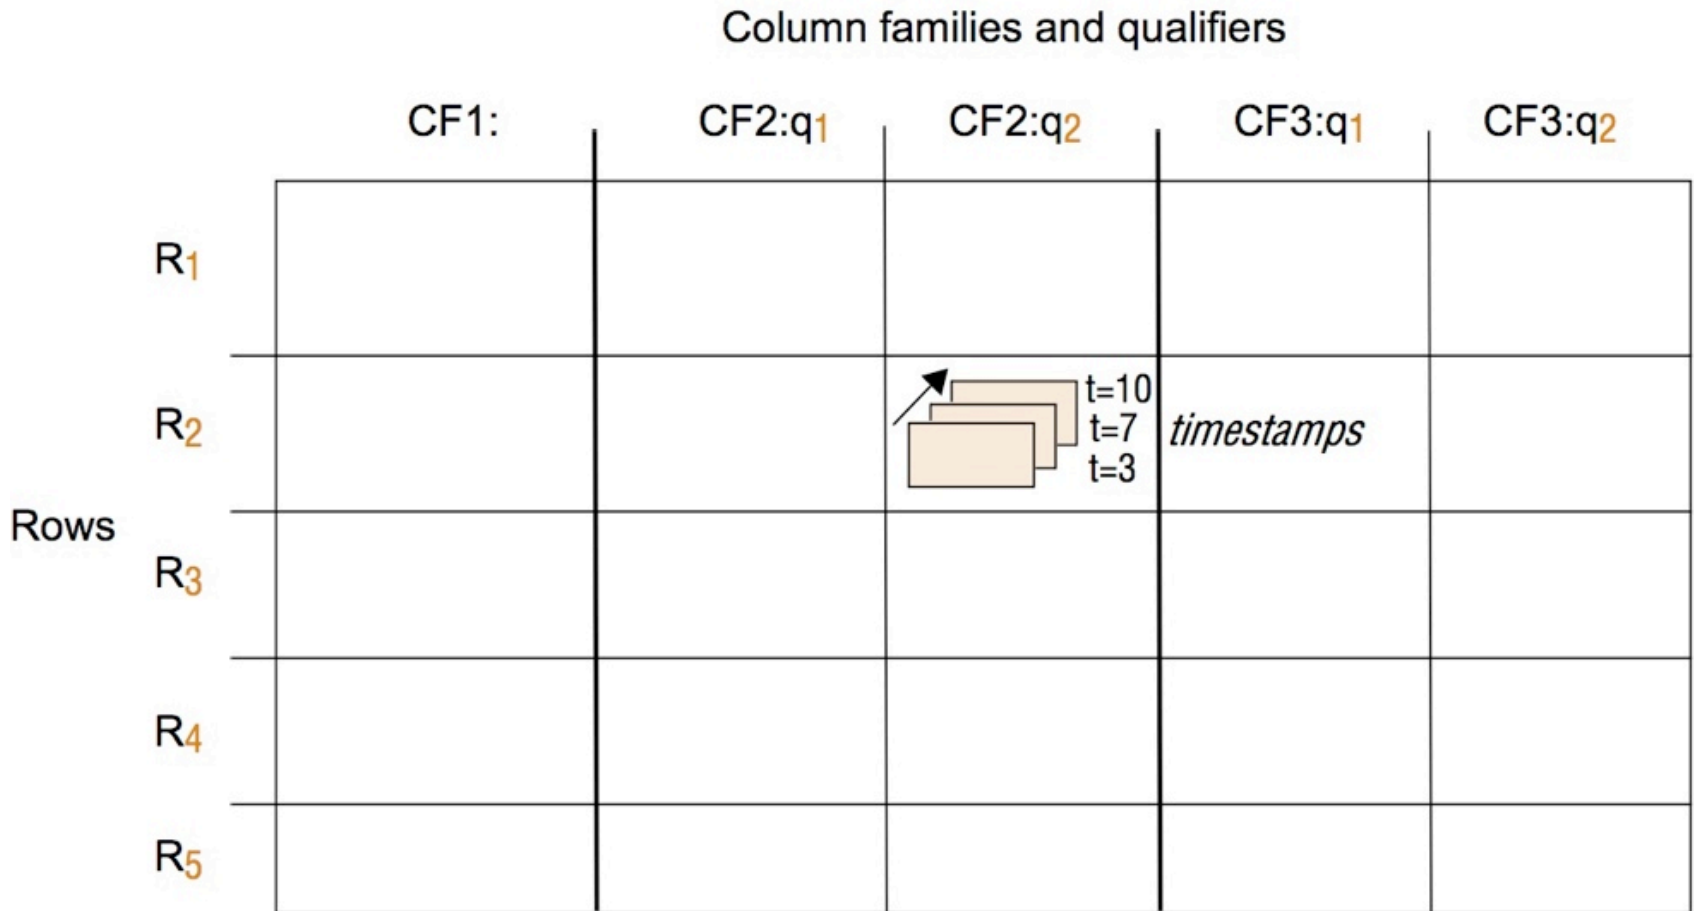 Column families and qualifiers
CF1: CF2:q1 CF2:q2 CF3:q1 CF3:q2
R1
t=10
R2 t=7 timestamps
t=3
Rows
R3
R4
R5